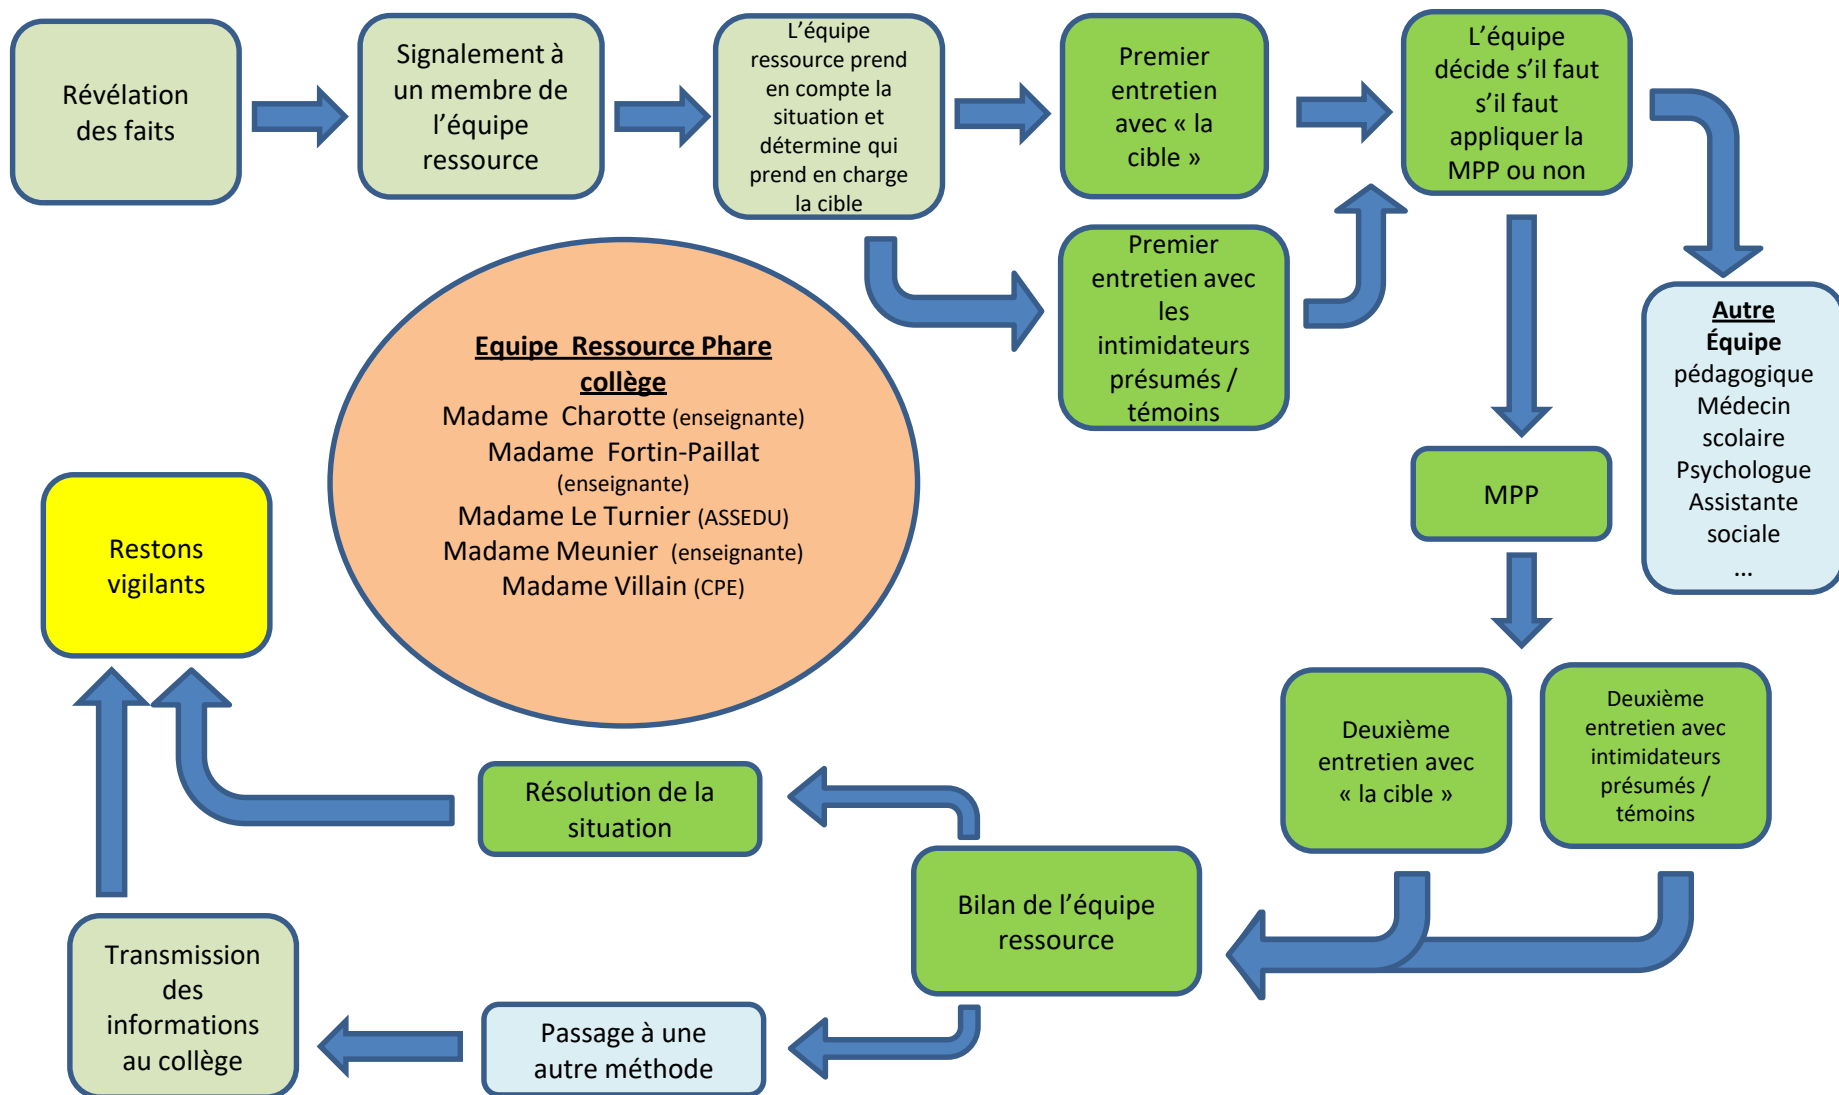 Révélation
des faits
Signalement à
un membre de
l’équipe
ressource
L’équipe
ressource prend
en compte la
situation et
détermine qui
prend en charge
la cible
Premier
entretien
avec « la
cible »
L’équipe
décide s’il faut
s’il faut
appliquer la
MPP ou non
Premier
entretien avec
les
intimidateurs
présumés /
témoins
Autre
Équipe
pédagogique
Médecin
scolaire
Psychologue
Assistante
sociale
...
Equipe Ressource Phare
collège
Madame Charotte (enseignante)
Madame Fortin-Paillat
(enseignante)
Madame Le Turnier (ASSEDU)
Madame Meunier (enseignante)
Madame Villain (CPE)
MPP
Restons
vigilants
Deuxième
entretien avec
« la cible »
Deuxième
entretien avec
intimidateurs
présumés /
témoins
Résolution de la
situation
Bilan de l’équipe
ressource
Transmission
des
informations
au collège
Passage à une
autre méthode